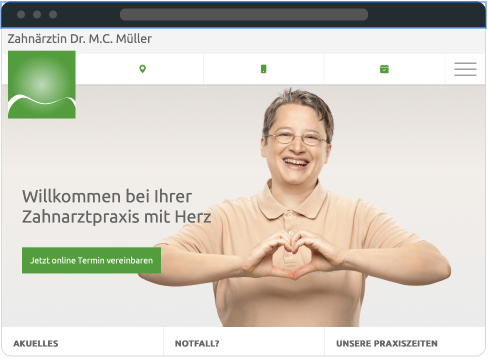 Zahnärztin Dr. M.C. Müller
Willkommen bei Ihrer
Zahnarztpraxis mit Herz
Jetzt online Termin vereinbaren
AKUELLES
NOTFALL?
UNSERE PRAXISZEITEN